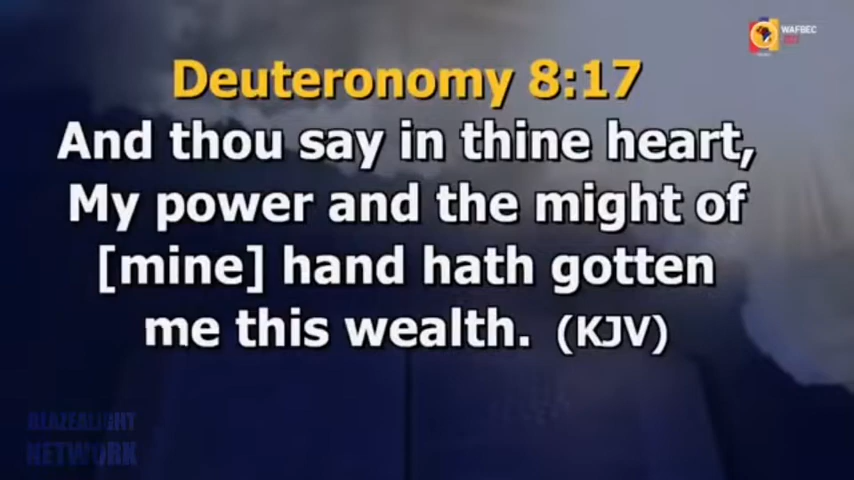 WAFBEC
Deuteronomy 8:17
And thou say in thine heart,
My power and the might of
[mine] hand hath gotten
me this wealth. (KJV)
BLAZEALIGHT
NETWORK